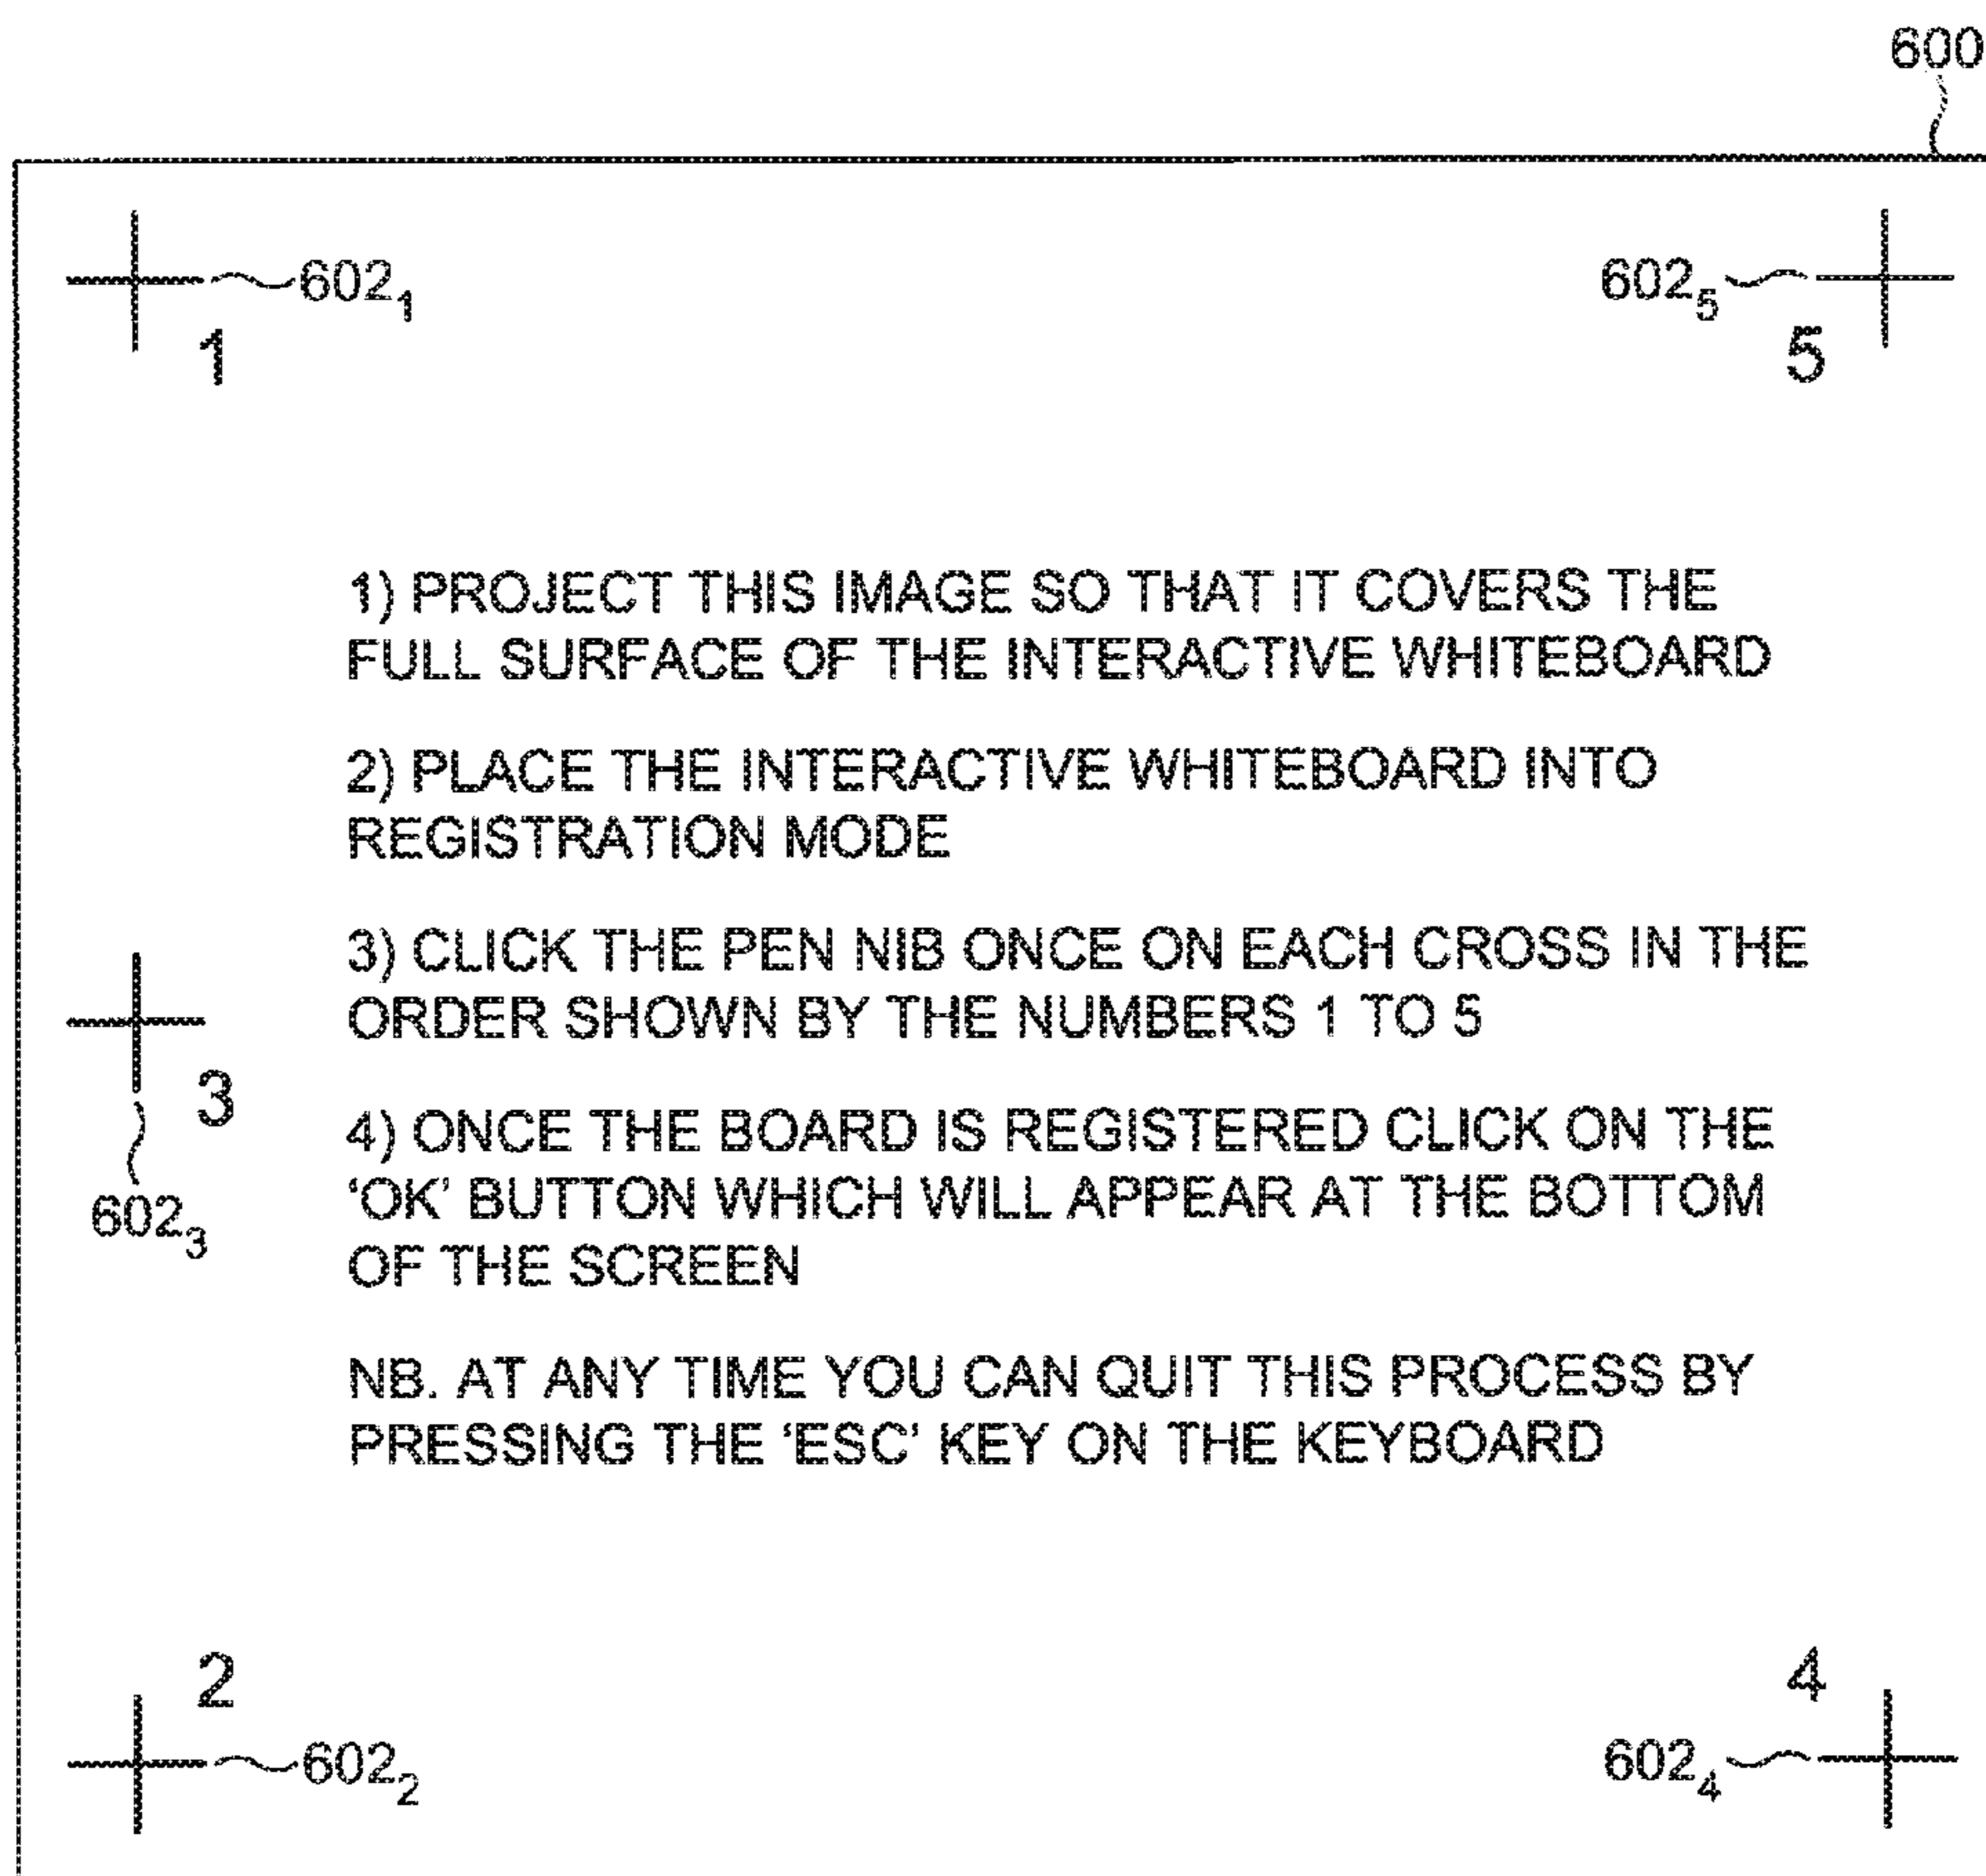 600
602₁
602₅
1
5
1) PROJECT THIS IMAGE SO THAT IT COVERS THE
FULL SURFACE OF THE INTERACTIVE WHITEBOARD
2) PLACE THE INTERACTIVE WHITEBOARD INTO
REGISTRATION MODE
3) CLICK THE PEN NIB ONCE ON EACH CROSS IN THE
ORDER SHOWN BY THE NUMBERS 1 TO 5
3
602₃
4) ONCE THE BOARD IS REGISTERED CLICK ON THE
'OK' BUTTON WHICH WILL APPEAR AT THE BOTTOM
OF THE SCREEN
NB. AT ANY TIME YOU CAN QUIT THIS PROCESS BY
PRESSING THE 'ESC' KEY ON THE KEYBOARD
2
4
602₂
602₄